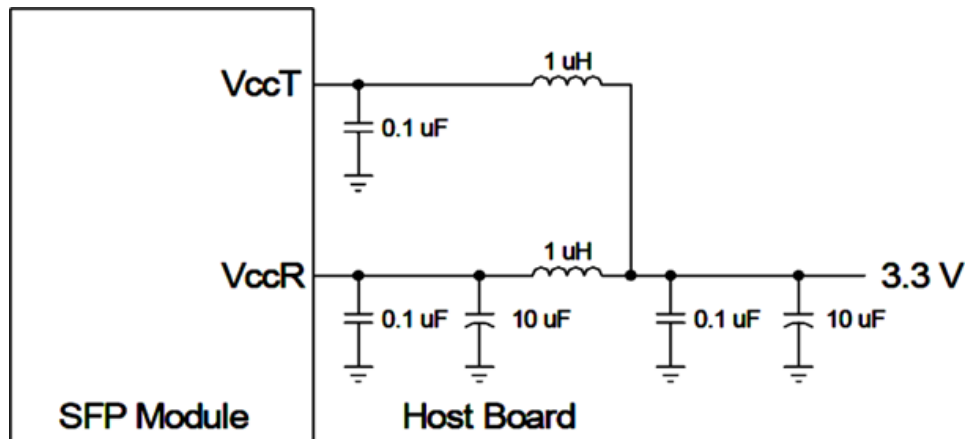 1 uH
VccT
0.1 uF
1 uH
VccR
3.3 V
0.1 uF
10 uF
0.1 uF
10 uF
SFP Module
Host Board